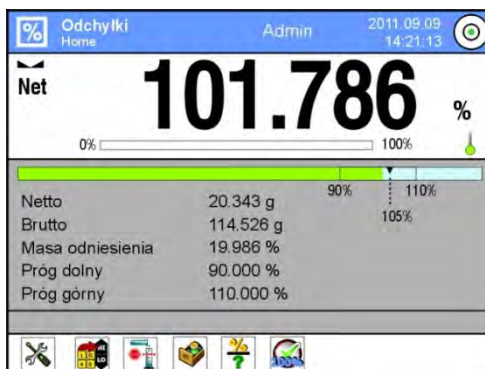 Odchyłki
Home
Admin
2011.09.09
14:21:13
Net
101.786
%
0%
100%
90%
110%
105%
Netto 20.343 g
Brutto 114.526 g
Masa odniesienia 19.986 %
Próg dolny 90.000 %
Próg górny 110.000 %
%
?
100%